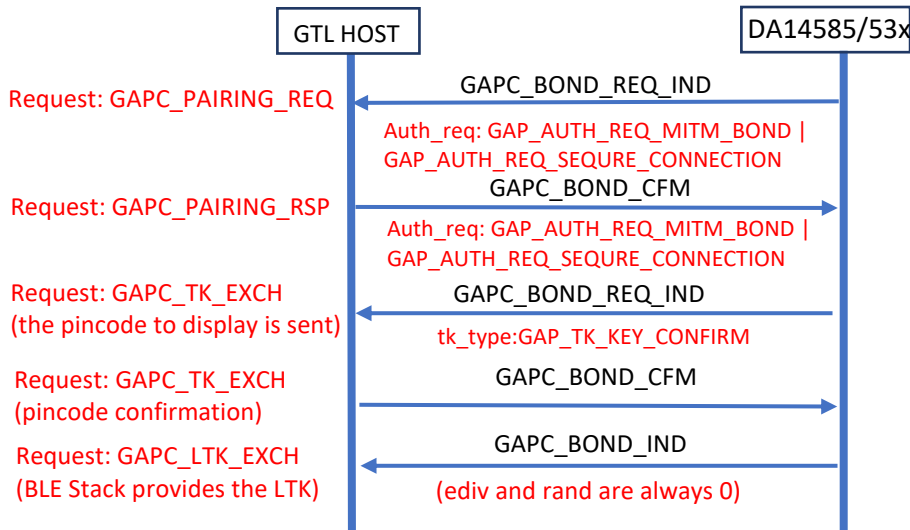 GTL HOST
DA14585/53x
GAPC_BOND_REQ_IND
Request: GAPC_PAIRING_REQ
Auth_req: GAP_AUTH_REQ_MITM_BOND |
GAP_AUTH_REQ_SEQURE_CONNECTION
GAPC_BOND_CFM
Request: GAPC_PAIRING_RSP
Auth_req: GAP_AUTH_REQ_MITM_BOND |
GAP_AUTH_REQ_SEQURE_CONNECTION
Request: GAPC_TK_EXCH
(the pincode to display is sent)
GAPC_BOND_REQ_IND
tk_type:GAP_TK_KEY_CONFIRM
Request: GAPC_TK_EXCH
(pincode confirmation)
GAPC_BOND_CFM
GAPC_BOND_IND
Request: GAPC_LTK_EXCH
(BLE Stack provides the LTK)
(ediv and rand are always 0)